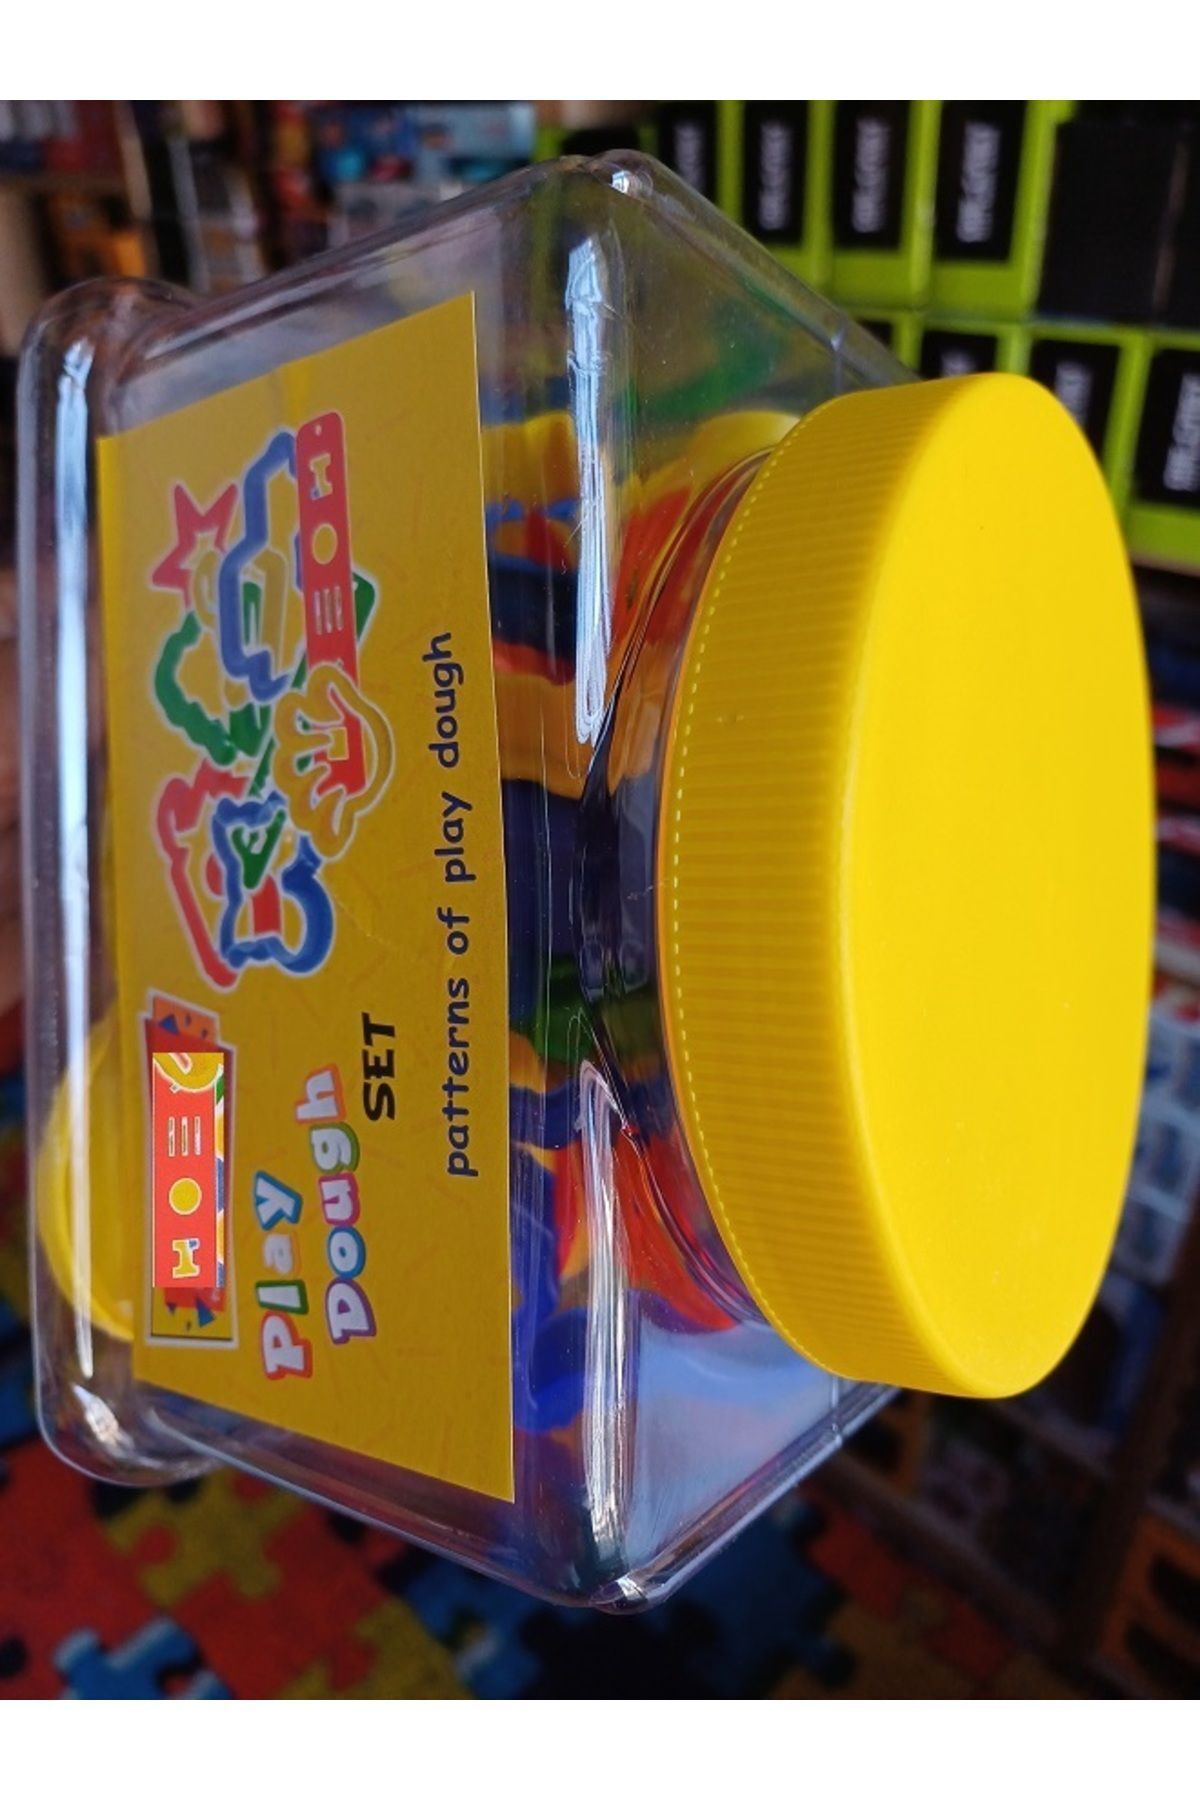 Play
Dough
SET
patterns of play dough